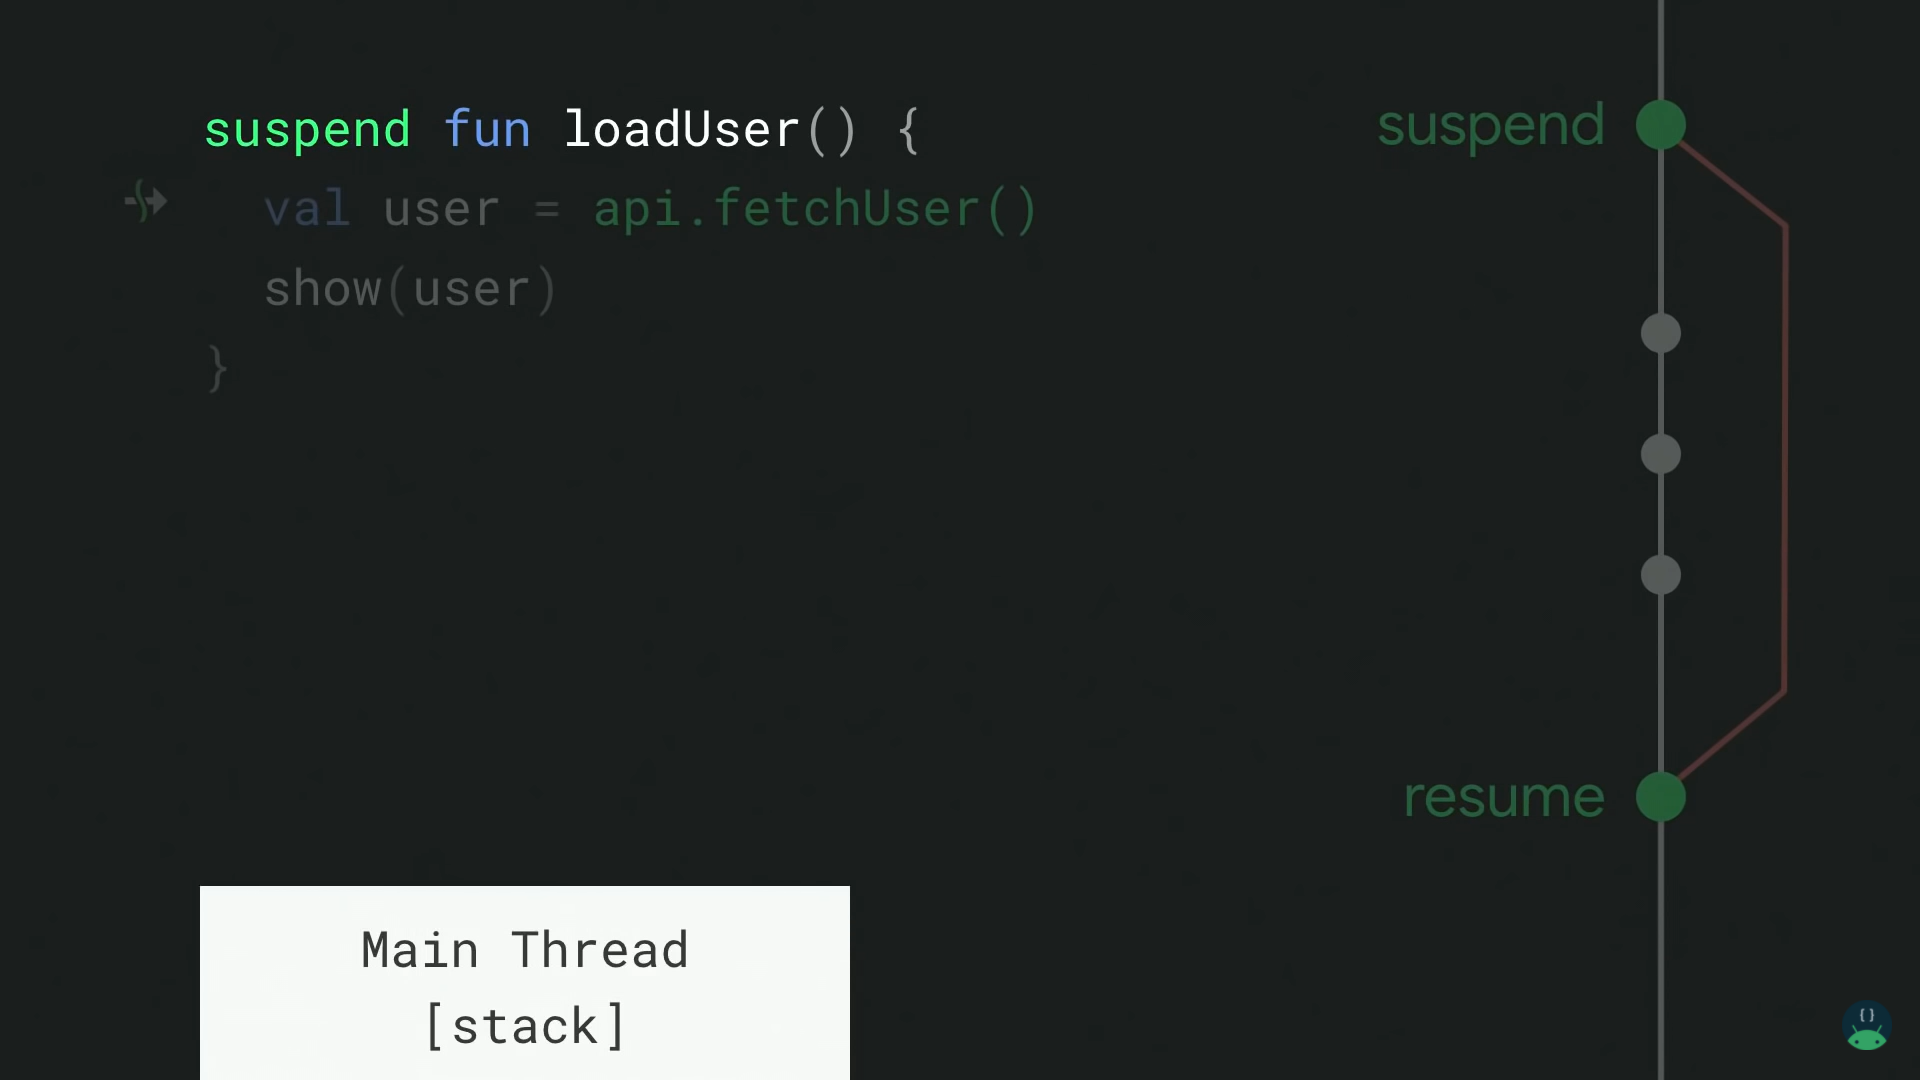 suspend fun loadUser() {
val user = api.fetchUser()
show(user)
}
suspend
resume
Main Thread
[stack]
{}